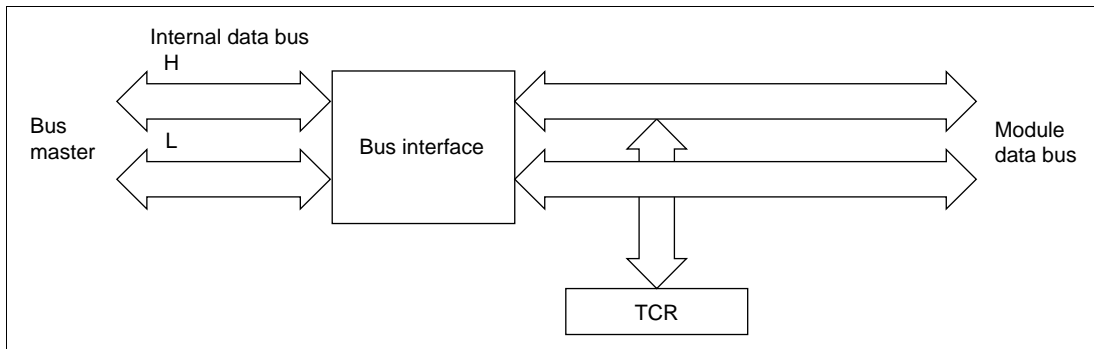 Internal data bus
H
Bus
master
L
Bus interface
Module
data bus
TCR